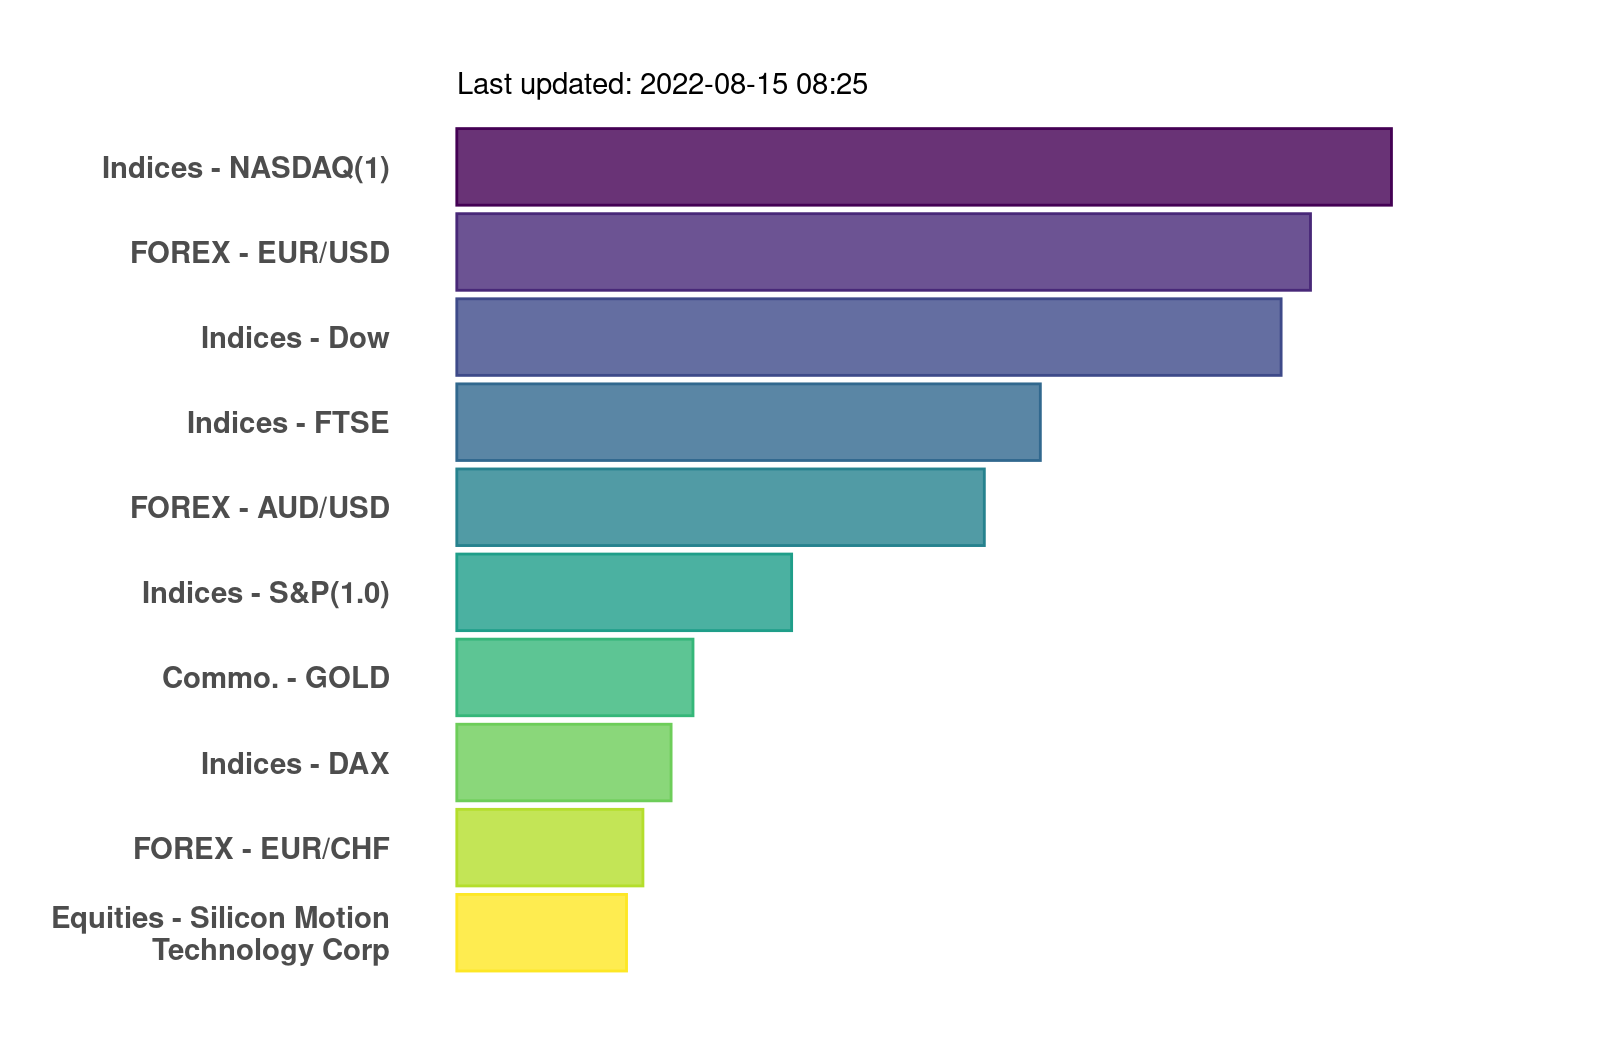 Last updated: 2022-08-15 08:25
Indices - NASDAQ(1)
FOREX - EUR/USD
Indices - Dow
Indices - FTSE
FOREX - AUD/USD
Indices - S&P(1.0)
Commo. - GOLD
Indices - DAX
FOREX - EUR/CHF
Equities - Silicon Motion
Technology Corp